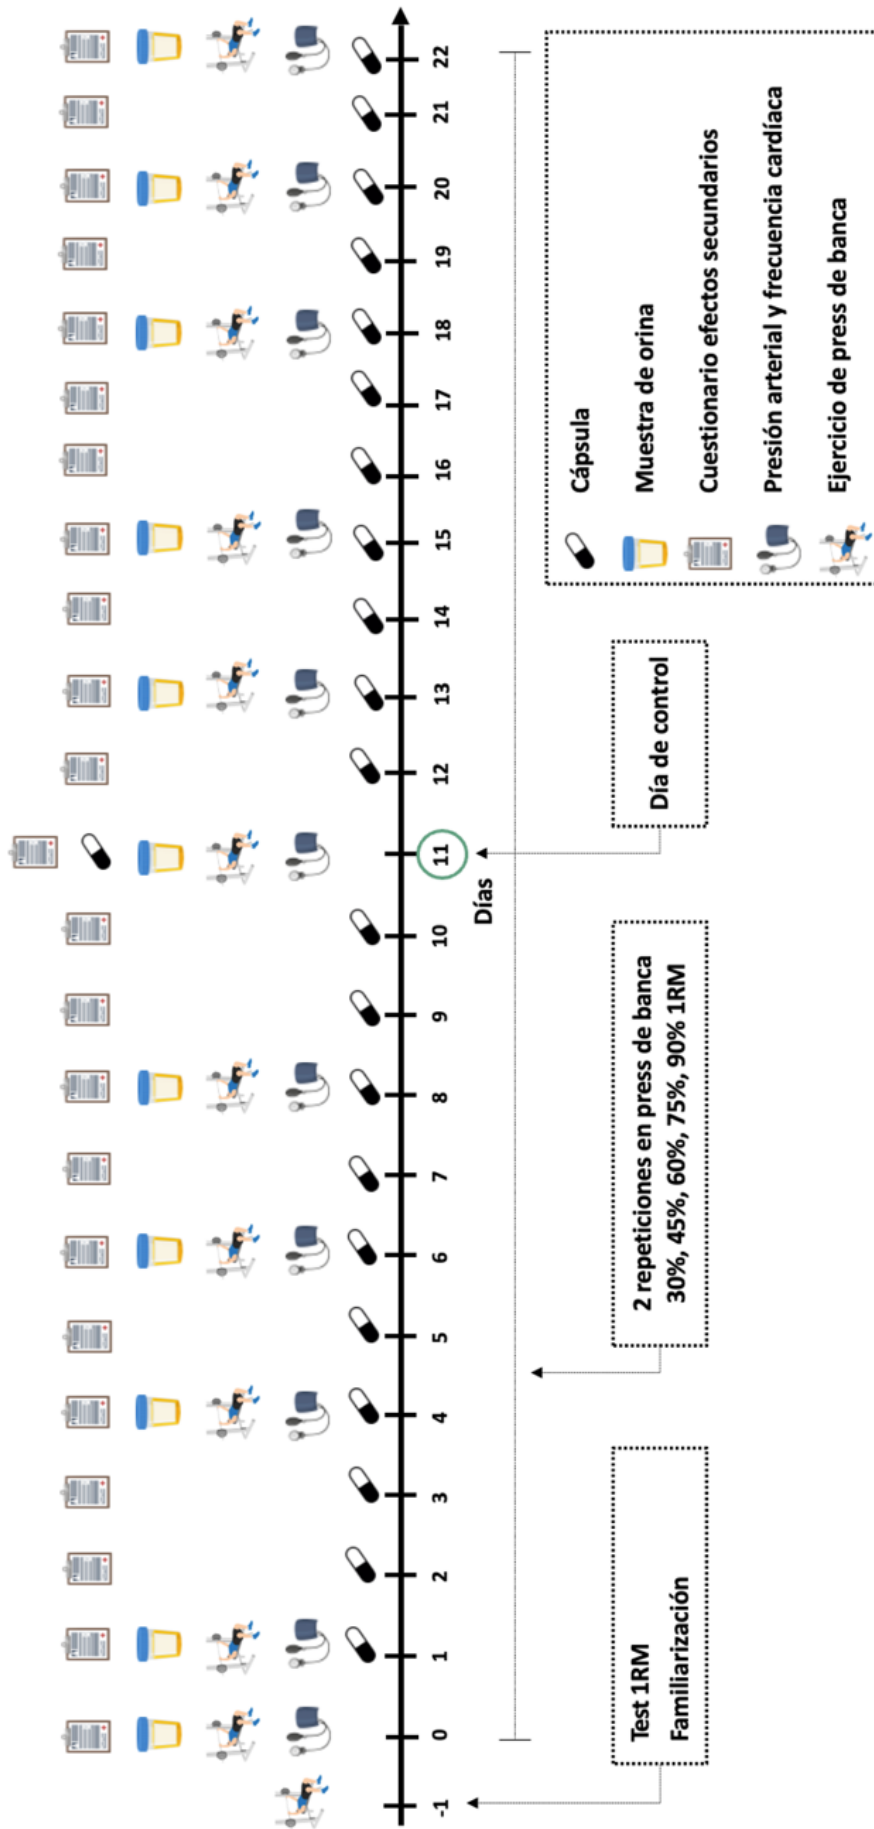 -1
0
1
2
3
4
5
6
7
8
9
10
11
12
13
14
15
16
17
18
19
20
21
22
Días
Test 1RM
Familiarización
2 repeticiones en press de banca
30%, 45%, 60%, 75%, 90% 1RM
Día de control
Cápsula
Muestra de orina
Cuestionario efectos secundarios
Presión arterial y frecuencia cardíaca
Ejercicio de press de banca